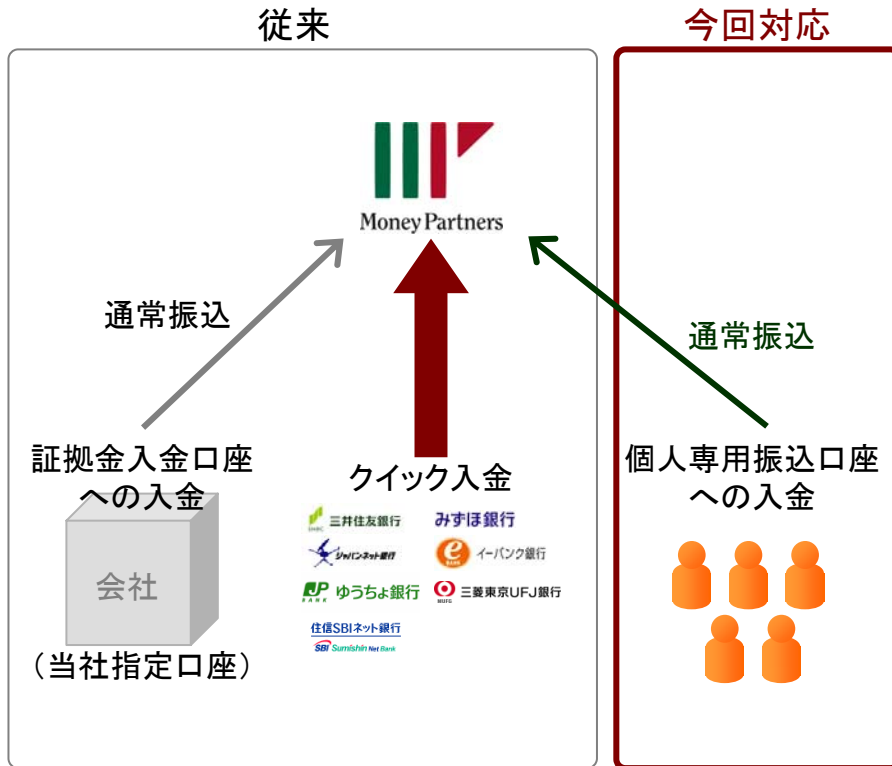 従来
今回対応
Money Partners
通常振込
通常振込
証拠金入金口座
への入金
クイック入金
個人専用振込口座
への入金
SMBC 三井住友銀行
みずほ銀行
ジャパンネット銀行
e BANK イーバンク銀行
JP BANK ゆうちょ銀行
MUFG 三菱東京UFJ銀行
住信SBIネット銀行
SBI Sumishin Net Bank
会社
（当社指定口座）